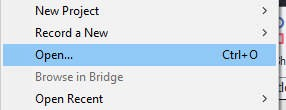 New Project
Record a New
Open... Ctrl+O
Browse in Bridge
Open Recent